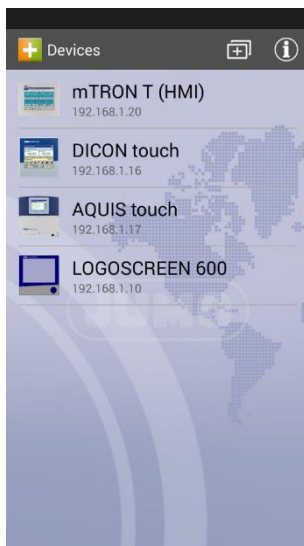 Devices
mTRON T (HMI)
192.168.1.20
DICON touch
192.168.1.16
AQUIS touch
192.168.1.17
LOGOSCREEN 600
192.168.1.10
JUMO